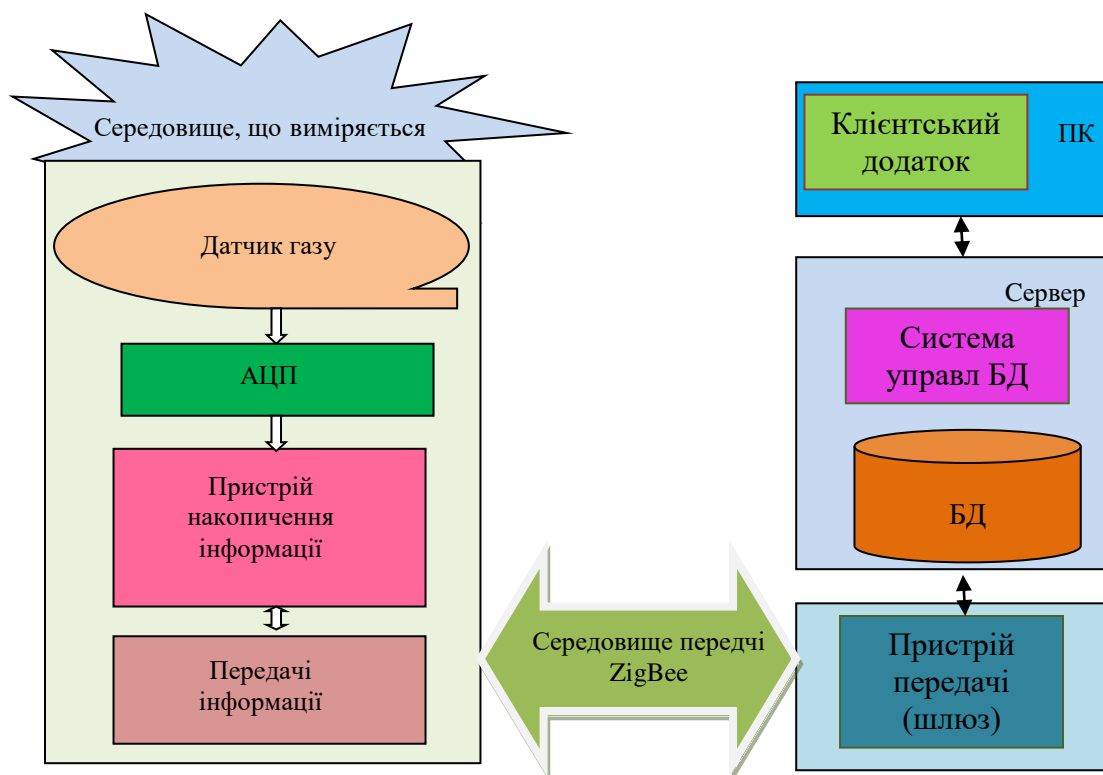 Середовище, що виміряється
Датчик газу
АЦП
Пристрій
накопичення
інформації
Передачі
інформації
Середовище передчі
ZigBee
Клієнтський
додаток
ПК
Сервер
Система
управл БД
БД
Пристрій
передачі
(шлюз)